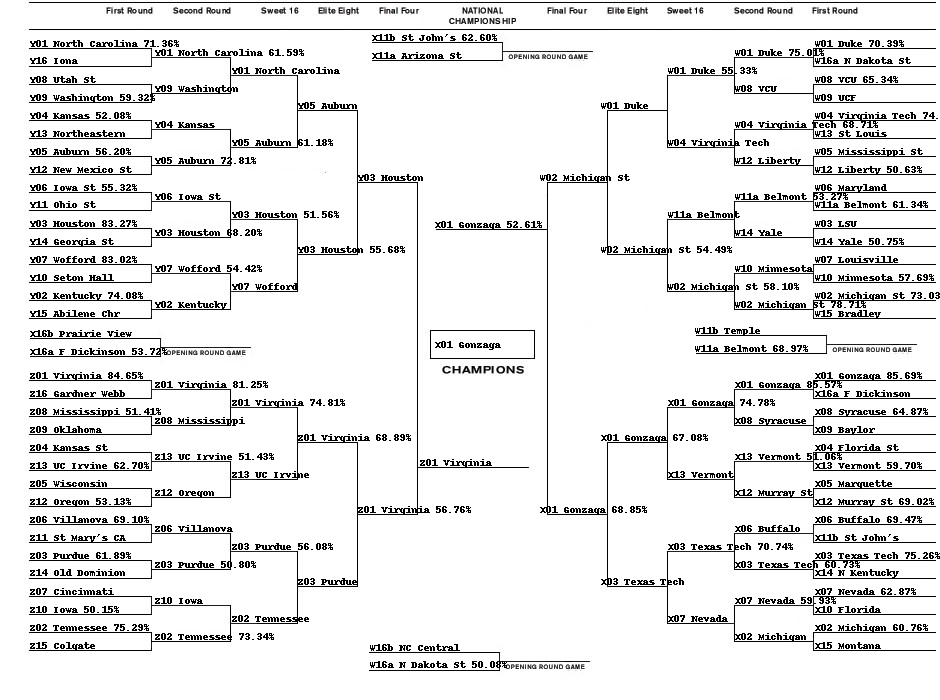 First Round Second Round Sweet 16 Elite Eight Final Four NATIONAL CHAMPIONSHIP Final Four Elite Eight Sweet 16 Second Round First Round
X11b St John's 62.60%
X11a Arizona St
OPENING ROUND GAME
Y01 North Carolina 71.36%
Y16 Iona
Y08 Utah St
Y09 Washington 59.32%
Y04 Kansas 52.08%
Y13 Northeastern
Y05 Auburn 56.20%
Y12 New Mexico St
Y06 Iowa St 55.32%
Y11 Ohio St
Y03 Houston 83.27%
Y14 Georgia St
Y07 Wofford 83.02%
Y10 Seton Hall
Y02 Kentucky 74.08%
Y15 Abilene Chr
Y01 North Carolina 61.59%
Y09 Washington
Y04 Kansas
Y05 Auburn 72.81%
Y06 Iowa St
Y03 Houston 68.20%
Y07 Wofford 54.42%
Y02 Kentucky
Y01 North Carolina
Y05 Auburn 61.18%
Y03 Houston 51.56%
Y07 Wofford
Y05 Auburn
Y03 Houston 55.68%
Y03 Houston
X16b Prairie View
X16a F Dickinson 53.72%
OPENING ROUND GAME
Z01 Virginia 84.65%
Z16 Gardner Webb
Z08 Mississippi 51.41%
Z09 Oklahoma
Z04 Kansas St
Z13 UC Irvine 62.70%
Z05 Wisconsin
Z12 Oregon 53.13%
Z06 Villanova 69.10%
Z11 St Mary's CA
Z03 Purdue 61.89%
Z14 Old Dominion
Z07 Cincinnati
Z10 Iowa 50.15%
Z02 Tennessee 75.29%
Z15 Colgate
Z01 Virginia 81.25%
Z08 Mississippi
Z13 UC Irvine 51.43%
Z12 Oregon
Z06 Villanova
Z03 Purdue 50.80%
Z10 Iowa
Z02 Tennessee 73.34%
Z01 Virginia 74.81%
Z13 UC Irvine
Z03 Purdue 56.08%
Z02 Tennessee
Z01 Virginia 68.89%
Z03 Purdue
Z01 Virginia 56.76%
X01 Gonzaga 52.61%
X01 Gonzaga
CHAMPIONS
Z01 Virginia
W02 Michigan St
W01 Duke
W02 Michigan St 54.49%
W01 Duke 55.33%
W04 Virginia Tech
W11a Belmont
W02 Michigan St 58.10%
W01 Duke 75.01%
W08 VCU
W04 Virginia Tech 68.71%
W12 Liberty
W11a Belmont 53.27%
W14 Yale
W10 Minnesota
W02 Michigan St 78.71%
W01 Duke 70.39%
W16a N Dakota St
W08 VCU 65.34%
W09 UCF
W04 Virginia Tech 74.
W13 St Louis
W05 Mississippi St
W12 Liberty 50.63%
W06 Maryland
W11a Belmont 61.34%
W03 LSU
W14 Yale 50.75%
W07 Louisville
W10 Minnesota 57.69%
W02 Michigan St 73.03
W15 Bradley
W11b Temple
W11a Belmont 68.97%
OPENING ROUND GAME
X01 Gonzaga 68.85%
X01 Gonzaga 67.08%
X03 Texas Tech
X01 Gonzaga 74.78%
X13 Vermont
X03 Texas Tech 70.74%
X07 Nevada
X01 Gonzaga 85.57%
X08 Syracuse
X13 Vermont 51.06%
X12 Murray St
X06 Buffalo
X03 Texas Tech 60.73%
X07 Nevada 59.93%
X02 Michigan
X01 Gonzaga 85.69%
X16a F Dickinson
X08 Syracuse 64.87%
X09 Baylor
X04 Florida St
X13 Vermont 59.70%
X05 Marquette
X12 Murray St 69.02%
X06 Buffalo 69.47%
X11b St John's
X03 Texas Tech 75.26%
X14 N Kentucky
X07 Nevada 62.87%
X10 Florida
X02 Michigan 60.76%
X15 Montana
W16b NC Central
W16a N Dakota St 50.08%
OPENING ROUND GAME